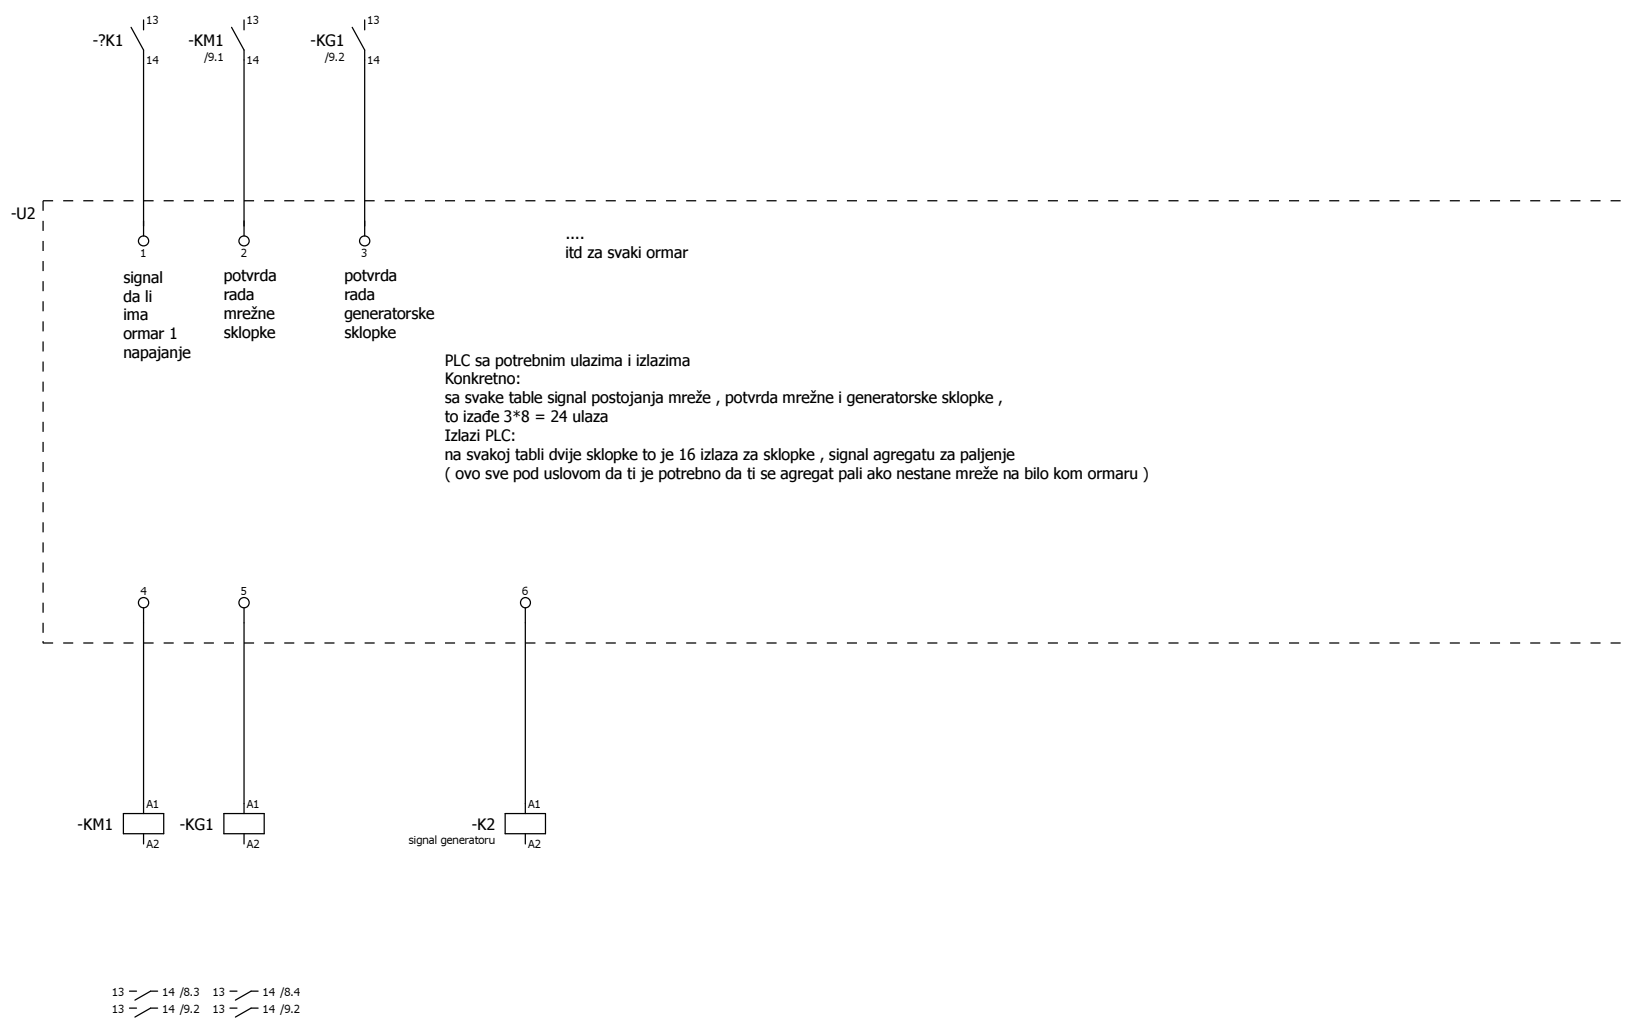 13
13
13
-?K1
-KM1
-KG1
/9.1
/9.2
14
14
14
-U2
1
2
3
signal
da li
ima
ormar 1
napajanje
potvrda
rada
mrežne
sklopke
potvrda
rada
generatorske
sklopke
....
itd za svaki ormar
PLC sa potrebnim ulazima i izlazima
Konkretno:
sa svake table signal postojanja mreže , potvrda mrežne i generatorske sklopke ,
to izađe 3*8 = 24 ulaza
Izlazi PLC:
na svakoj tabli dvije sklopke to je 16 izlaza za sklopke , signal agregatu za paljenje
( ovo sve pod uslovom da ti je potrebno da ti se agregat pali ako nestane mreže na bilo kom ormaru )
4
5
6
A1
A1
A1
-KM1
-KG1
-K2
signal generatoru
A2
A2
A2
13 14 /8.3 13 14 /8.4
13 14 /9.2 13 14 /9.2